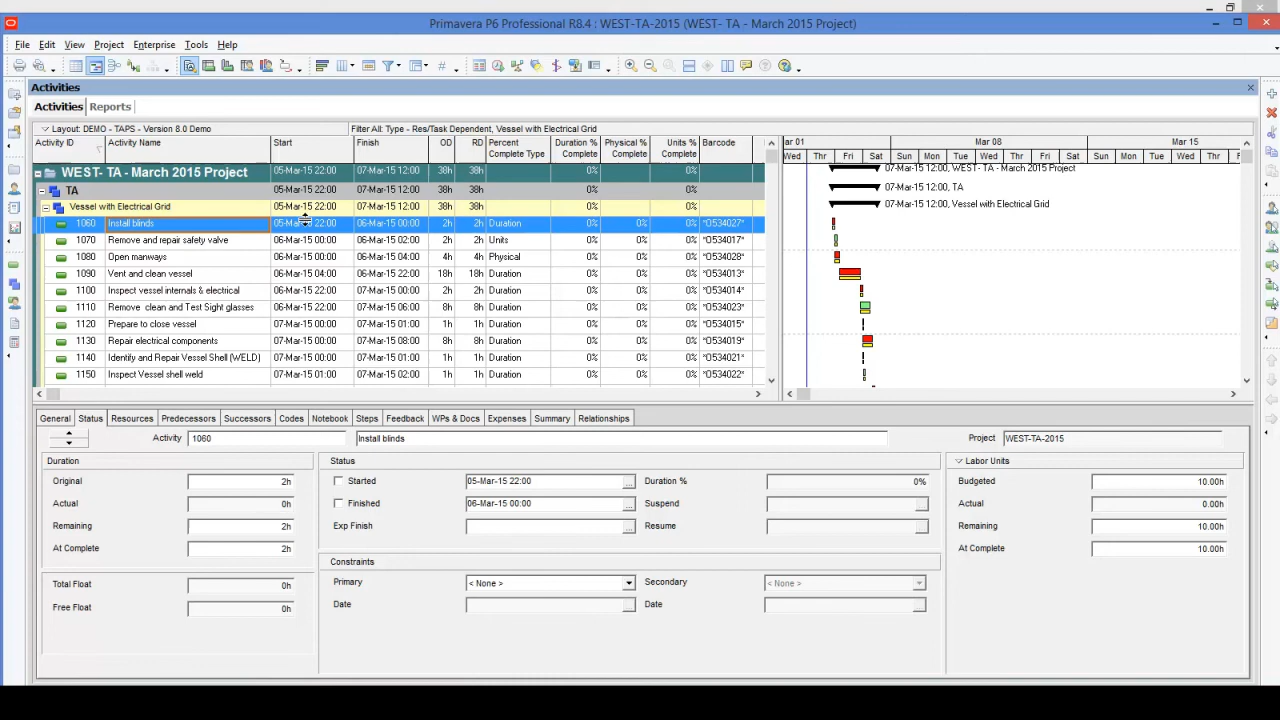 Primavera P6 Professional R8.4 : WEST-TA-2015 (WEST- TA - March 2015 Project)
File Edit View Project Enterprise Tools Help
Activities
Activities Reports
Layout: DEMO - TAPS - Version 8.0 Demo Filter All: Type - Res/Task Dependent, Vessel with Electrical Grid
Activity ID Activity Name Start Finish OD RD Percent Complete Type Duration % Complete Physical % Complete Units % Complete Barcode
ar 01 Mar 08 Mar 15
Wed Thr Fri Sat Sun Mon Tue Wed Thr Fri Sat Sun Mon Tue Wed Thr F
WEST- TA - March 2015 Project 05-Mar-15 22:00 07-Mar-15 12:00 38h 38h 0% 0% 07-Mar-15 12:00, WEST- TA - March 2015 Project
TA 05-Mar-15 22:00 07-Mar-15 12:00 38h 38h 0% 0% 07-Mar-15 12:00, TA
Vessel with Electrical Grid 05-Mar-15 22:00 07-Mar-15 12:00 38h 38h 0% 0% 07-Mar-15 12:00, Vessel with Electrical Grid
1060 Install blinds 05-Mar-15 22:00 06-Mar-15 00:00 2h 2h Duration 0% 0% 0% *O534027*
1070 Remove and repair safety valve 06-Mar-15 00:00 06-Mar-15 02:00 2h 2h Units 0% 0% 0% *O534017*
1080 Open manways 06-Mar-15 00:00 06-Mar-15 04:00 4h 4h Physical 0% 0% 0% *O534028*
1090 Vent and clean vessel 06-Mar-15 04:00 06-Mar-15 22:00 18h 18h Duration 0% 0% 0% *O534013*
1100 Inspect vessel internals & electrical 06-Mar-15 22:00 07-Mar-15 00:00 2h 2h Duration 0% 0% 0% *O534014*
1110 Remove clean and Test Sight glasses 06-Mar-15 22:00 07-Mar-15 06:00 8h 8h Duration 0% 0% 0% *O534023*
1120 Prepare to close vessel 07-Mar-15 00:00 07-Mar-15 01:00 1h 1h Duration 0% 0% 0% *O534015*
1130 Repair electrical components 07-Mar-15 00:00 07-Mar-15 08:00 8h 8h Duration 0% 0% 0% *O534019*
1140 Identify and Repair Vessel Shell (WELD) 07-Mar-15 00:00 07-Mar-15 01:00 1h 1h Duration 0% 0% 0% *O534021*
1150 Inspect Vessel shell weld 07-Mar-15 01:00 07-Mar-15 02:00 1h 1h Duration 0% 0% 0% *O534022*
General Status Resources Predecessors Successors Codes Notebook Steps Feedback WPs & Docs Expenses Summary Relationships
Activity 1060 Install blinds Project WEST-TA-2015
Duration Status Labor Units
Original 2h Started 05-Mar-15 22:00 Duration % 0% Budgeted 10.00h
Actual 0h Finished 06-Mar-15 00:00 Suspend Actual 0.00h
Remaining 2h Exp Finish Resume Remaining 10.00h
At Complete 2h At Complete 10.00h
Constraints
Total Float 0h Primary < None > Secondary < None >
Free Float 0h Date Date